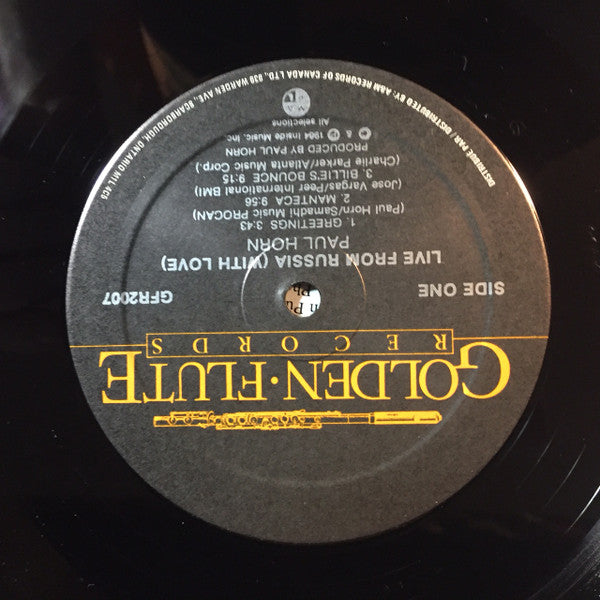 GOLDEN·FLUTE
RECORDS
SIDE ONE
GFR2007
LIVE FROM RUSSIA (WITH LOVE)
PAUL HORN
1. GREETINGS 3:43
(Paul Horn/Samadhi Music PROCAN)
2. MANTECA 9:56
(Jose Vargas/Peer International BMI)
3. BILLIE'S BOUNCE 9:15
(Charlie Parker/Atlanta Music Corp.)
PRODUCED BY PAUL HORN
© & ℗ 1984 Inside Music, Inc.
All selections
DISTRIBUE PAR / DISTRIBUTED BY: A&M RECORDS OF CANADA LTD., 939 WARDEN AVE., SCARBOROUGH, ONTARIO M1L 4C5